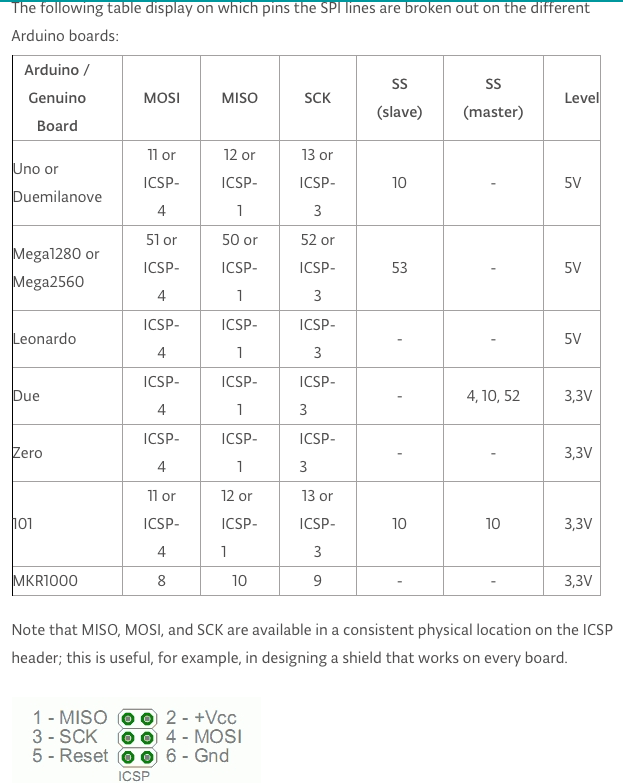 The following table display on which pins the SPI lines are broken out on the different
Arduino boards:
Arduino / Genuino Board MOSI MISO SCK SS (slave) SS (master) Level
Uno or Duemilanove 11 or ICSP-4 12 or ICSP-1 13 or ICSP-3 10 - 5V
Mega1280 or Mega2560 51 or ICSP-4 50 or ICSP-1 52 or ICSP-3 53 - 5V
Leonardo ICSP-4 ICSP-1 ICSP-3 - - 5V
Due ICSP-4 ICSP-1 ICSP-3 - 4, 10, 52 3,3V
Zero ICSP-4 ICSP-1 ICSP-3 - - 3,3V
101 11 or ICSP-4 12 or ICSP-1 13 or ICSP-3 10 10 3,3V
MKR1000 8 10 9 - - 3,3V
Note that MISO, MOSI, and SCK are available in a consistent physical location on the ICSP
header; this is useful, for example, in designing a shield that works on every board.
1 - MISO 2 - +Vcc
3 - SCK 4 - MOSI
5 - Reset 6 - Gnd
ICSP